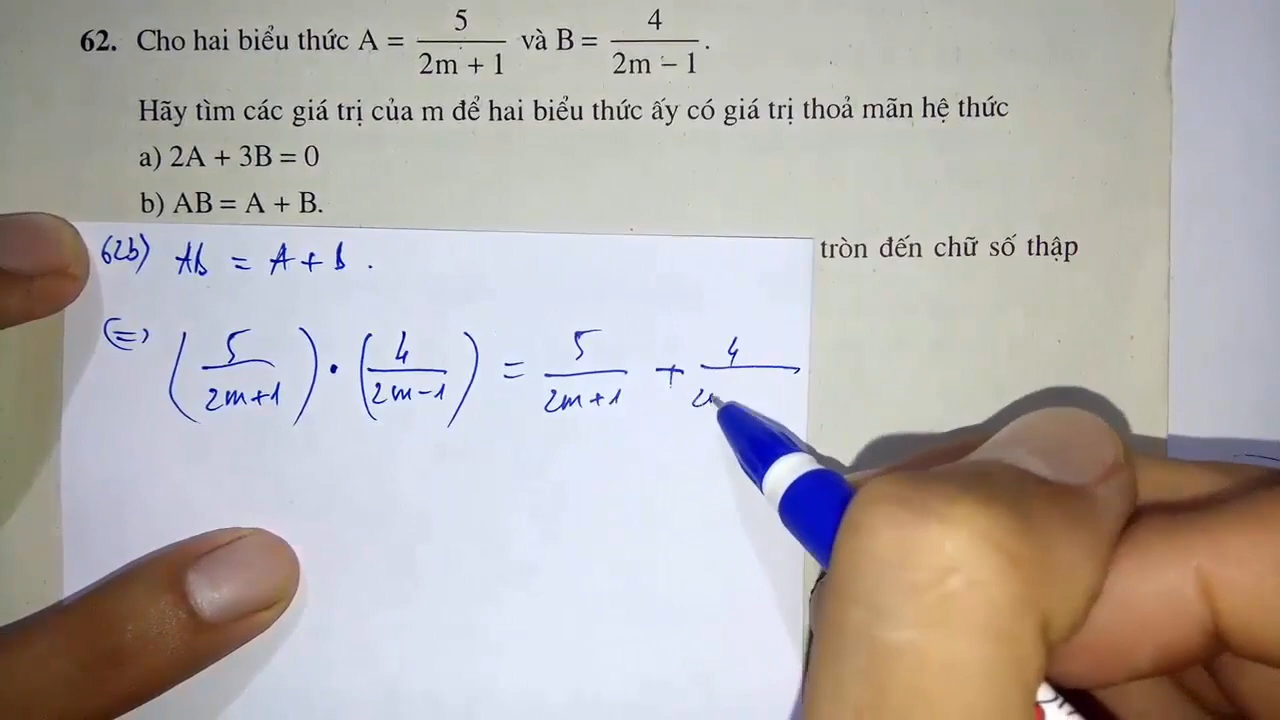 62. Cho hai biểu thức A = 5/(2m + 1) và B = 4/(2m − 1).
Hãy tìm các giá trị của m để hai biểu thức ấy có giá trị thoả mãn hệ thức
a) 2A + 3B = 0
b) AB = A + B.
tròn đến chữ số thập
62b) AB = A + B .
(=) (5/(2m+1)) . (4/(2m−1)) = 5/(2m+1) + 4/2